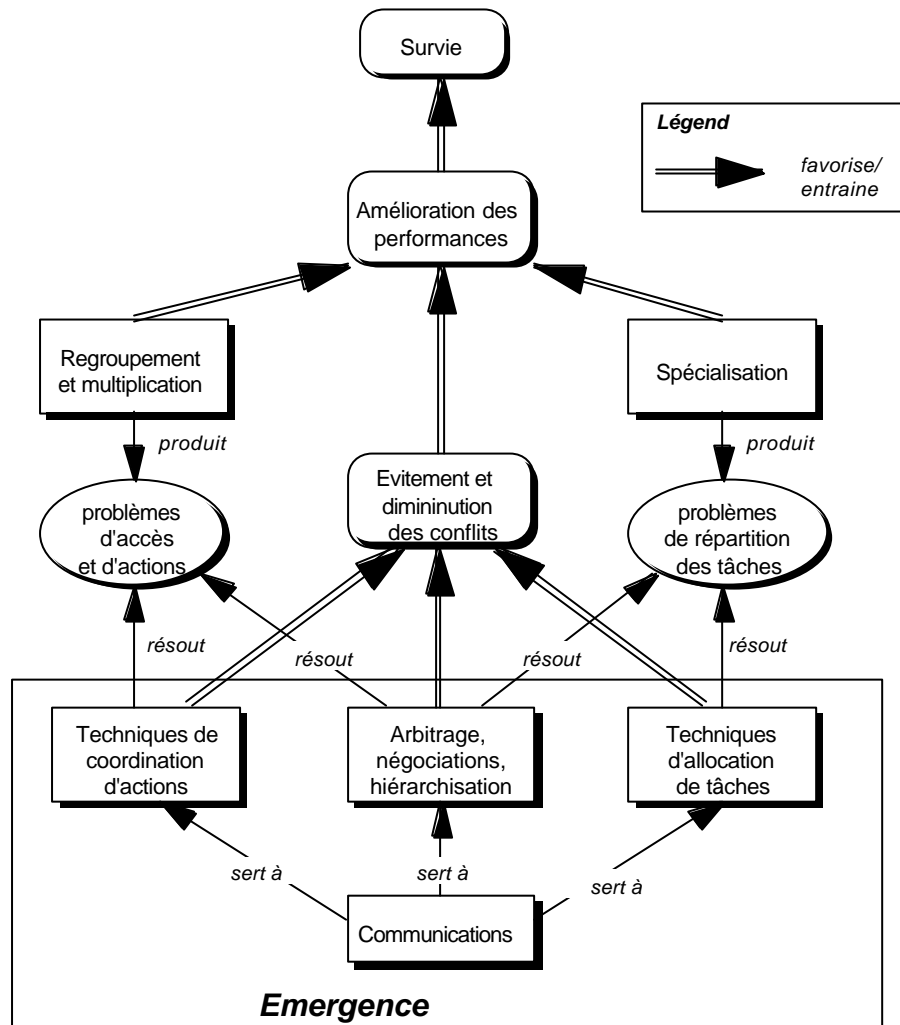 Survie
Légend
favorise/
entraine
Amélioration des
performances
Regroupement
et multiplication
Spécialisation
produit
produit
Evitement et
dimininution
des conflits
problèmes
d'accès
et d'actions
problèmes
de répartition
des tâches
résout
résout
résout
résout
Techniques de
coordination
d'actions
Arbitrage,
négociations,
hiérarchisation
Techniques
d'allocation
de tâches
sert à
sert à
sert à
Communications
Emergence